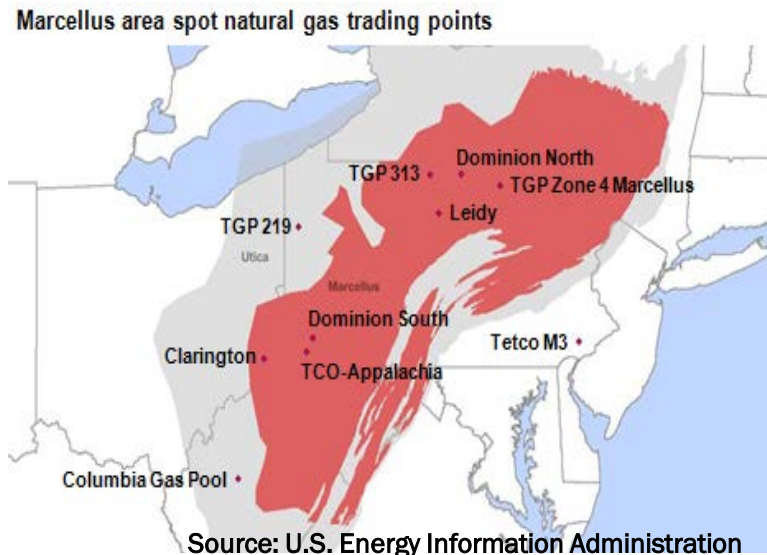 Marcellus area spot natural gas trading points
TGP 313
Dominion North
TGP Zone 4 Marcellus
Leidy
TGP 219
Utica
Marcellus
Dominion South
Tetco M3
Clarington
TCO-Appalachia
Columbia Gas Pool
Source: U.S. Energy Information Administration